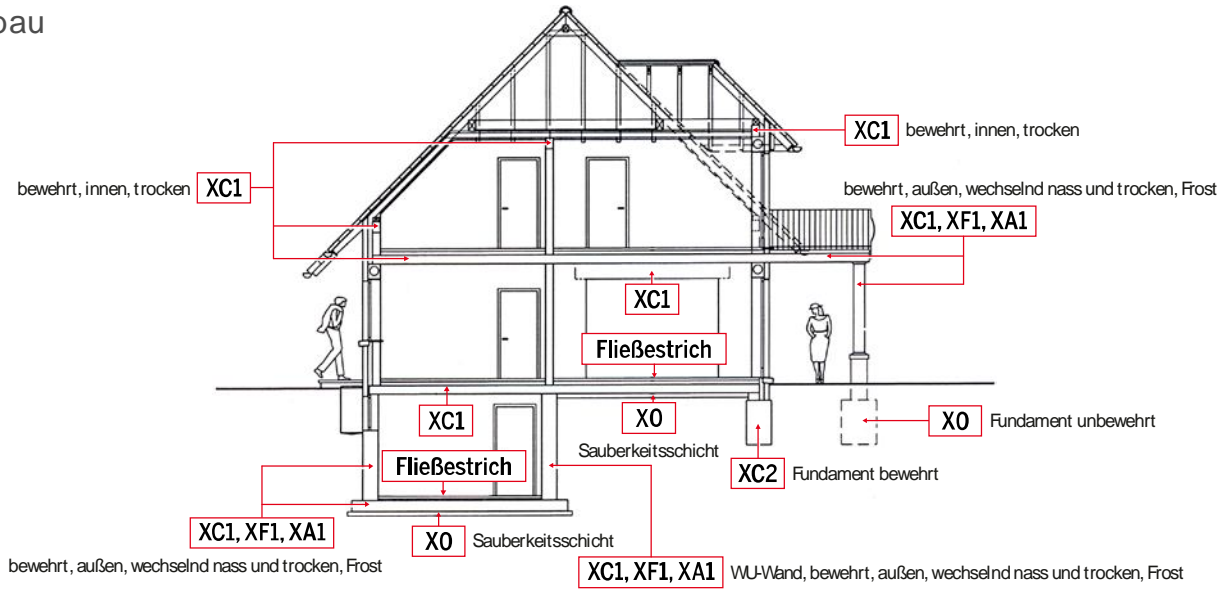 bau
XC1 bewehrt, innen, trocken
bewehrt, innen, trocken XC1
bewehrt, außen, wechselnd nass und trocken, Frost
XC1, XF1, XA1
XC1
Fließestrich
XC1
X0
Sauberkeitsschicht
X0 Fundament unbewehrt
Fließestrich
XC2 Fundament bewehrt
XC1, XF1, XA1
bewehrt, außen, wechselnd nass und trocken, Frost
X0 Sauberkeitsschicht
XC1, XF1, XA1 WU-Wand, bewehrt, außen, wechselnd nass und trocken, Frost